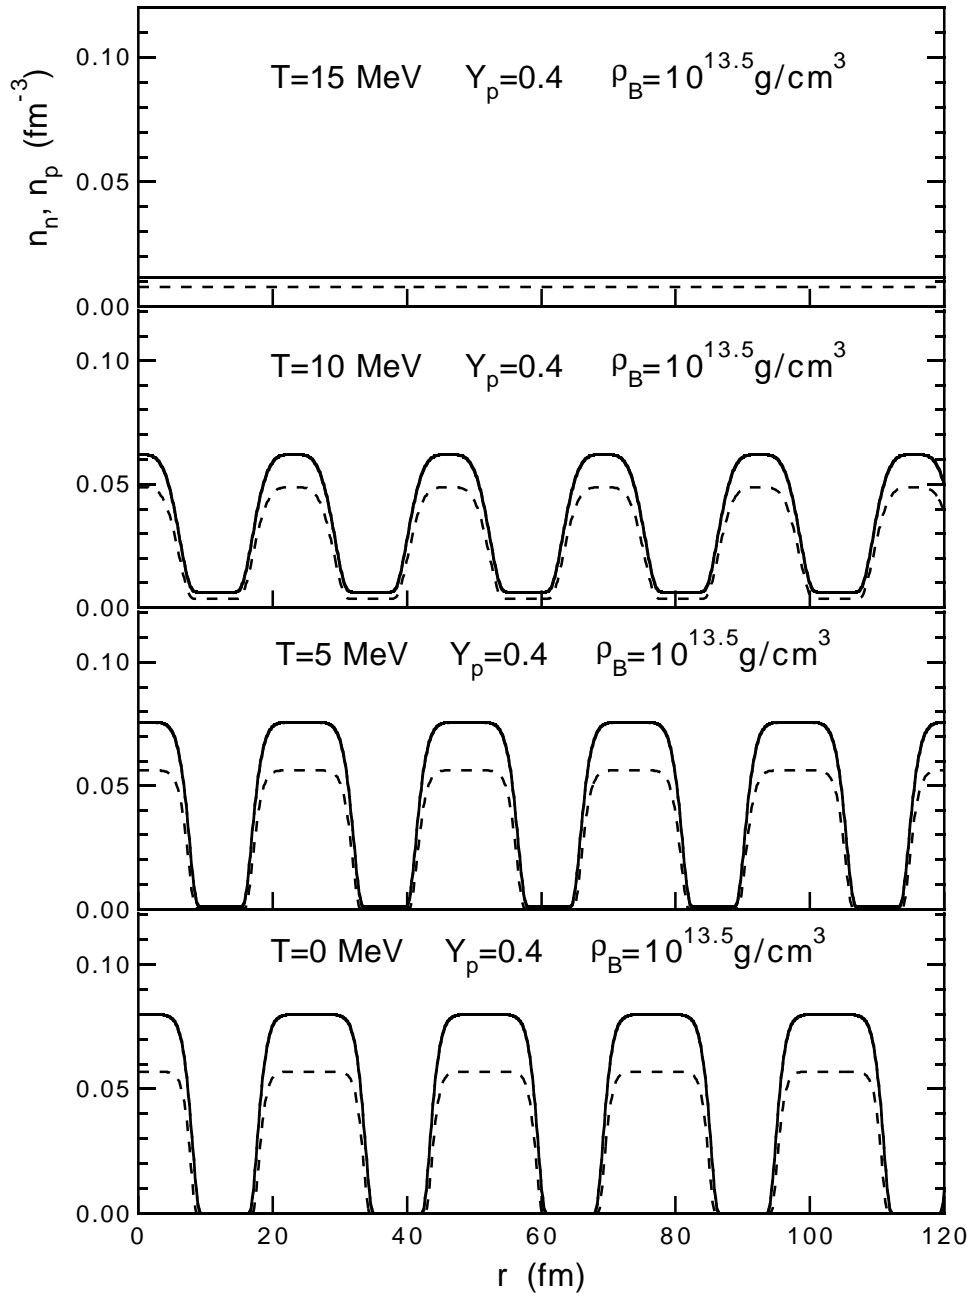 n_n, n_p (fm^-3)
0.10
T=15 MeV Y_p=0.4 ρ_B=10^13.5g/cm^3
0.05
0.00
0.10
T=10 MeV Y_p=0.4 ρ_B=10^13.5g/cm^3
0.05
0.00
T=5 MeV Y_p=0.4 ρ_B=10^13.5g/cm^3
0.10
0.05
0.00
T=0 MeV Y_p=0.4 ρ_B=10^13.5g/cm^3
0.10
0.05
0.00
0 20 40 60 80 100 120
r (fm)